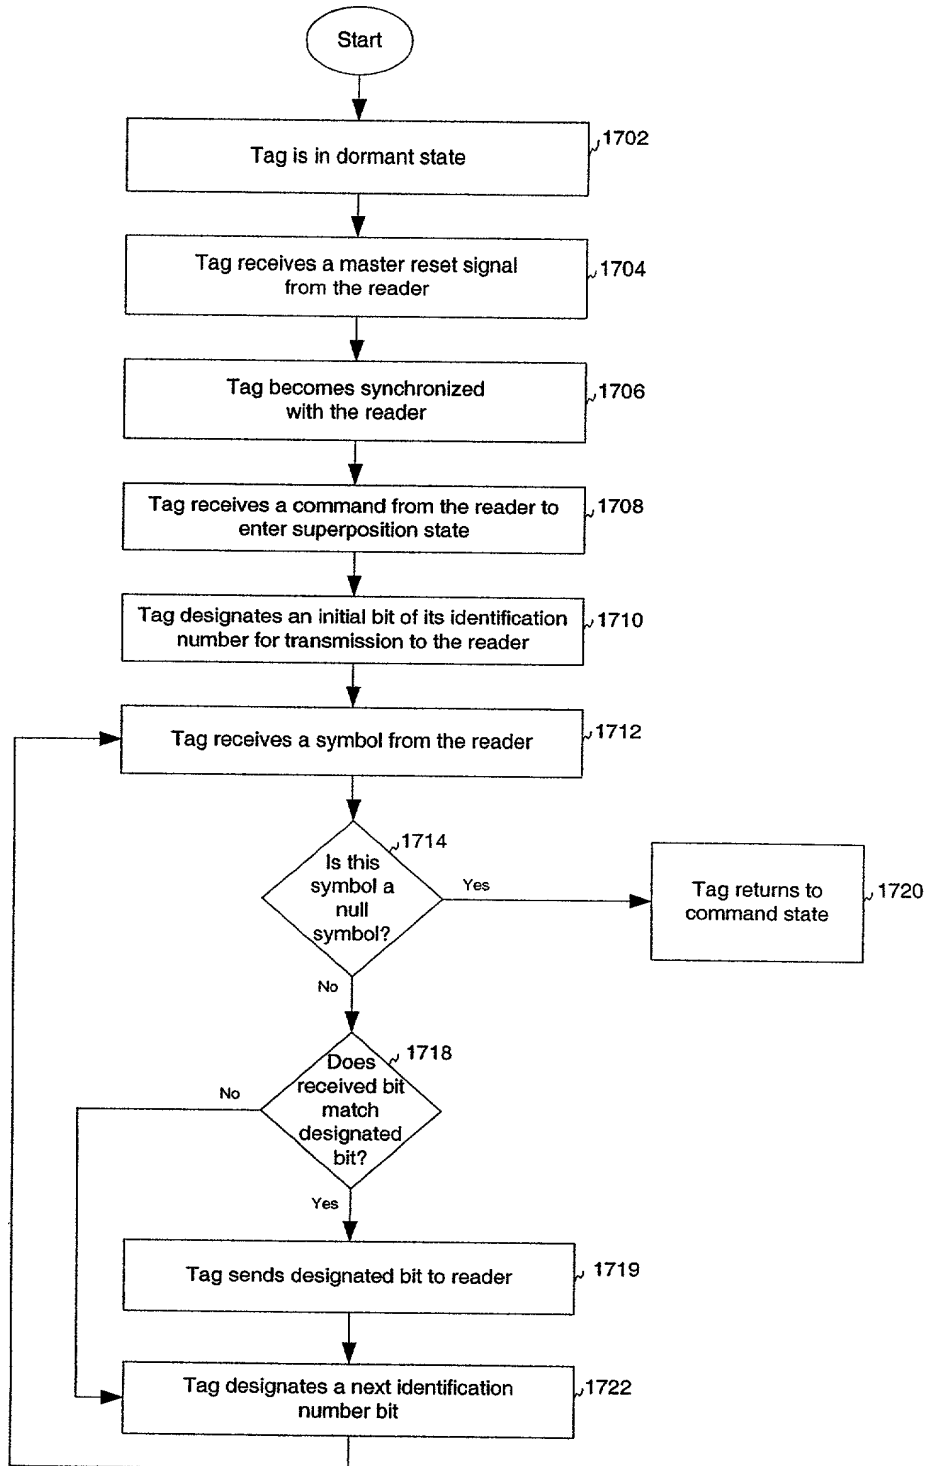 Start
Tag is in dormant state
1702
Tag receives a master reset signal
from the reader
1704
Tag becomes synchronized
with the reader
1706
Tag receives a command from the reader to
enter superposition state
1708
Tag designates an initial bit of its identification
number for transmission to the reader
1710
Tag receives a symbol from the reader
1712
1714
Is this
symbol a
null
symbol?
Yes
Tag returns to
command state
1720
No
1718
Does
received bit
match
designated
bit?
No
Yes
Tag sends designated bit to reader
1719
Tag designates a next identification
number bit
1722